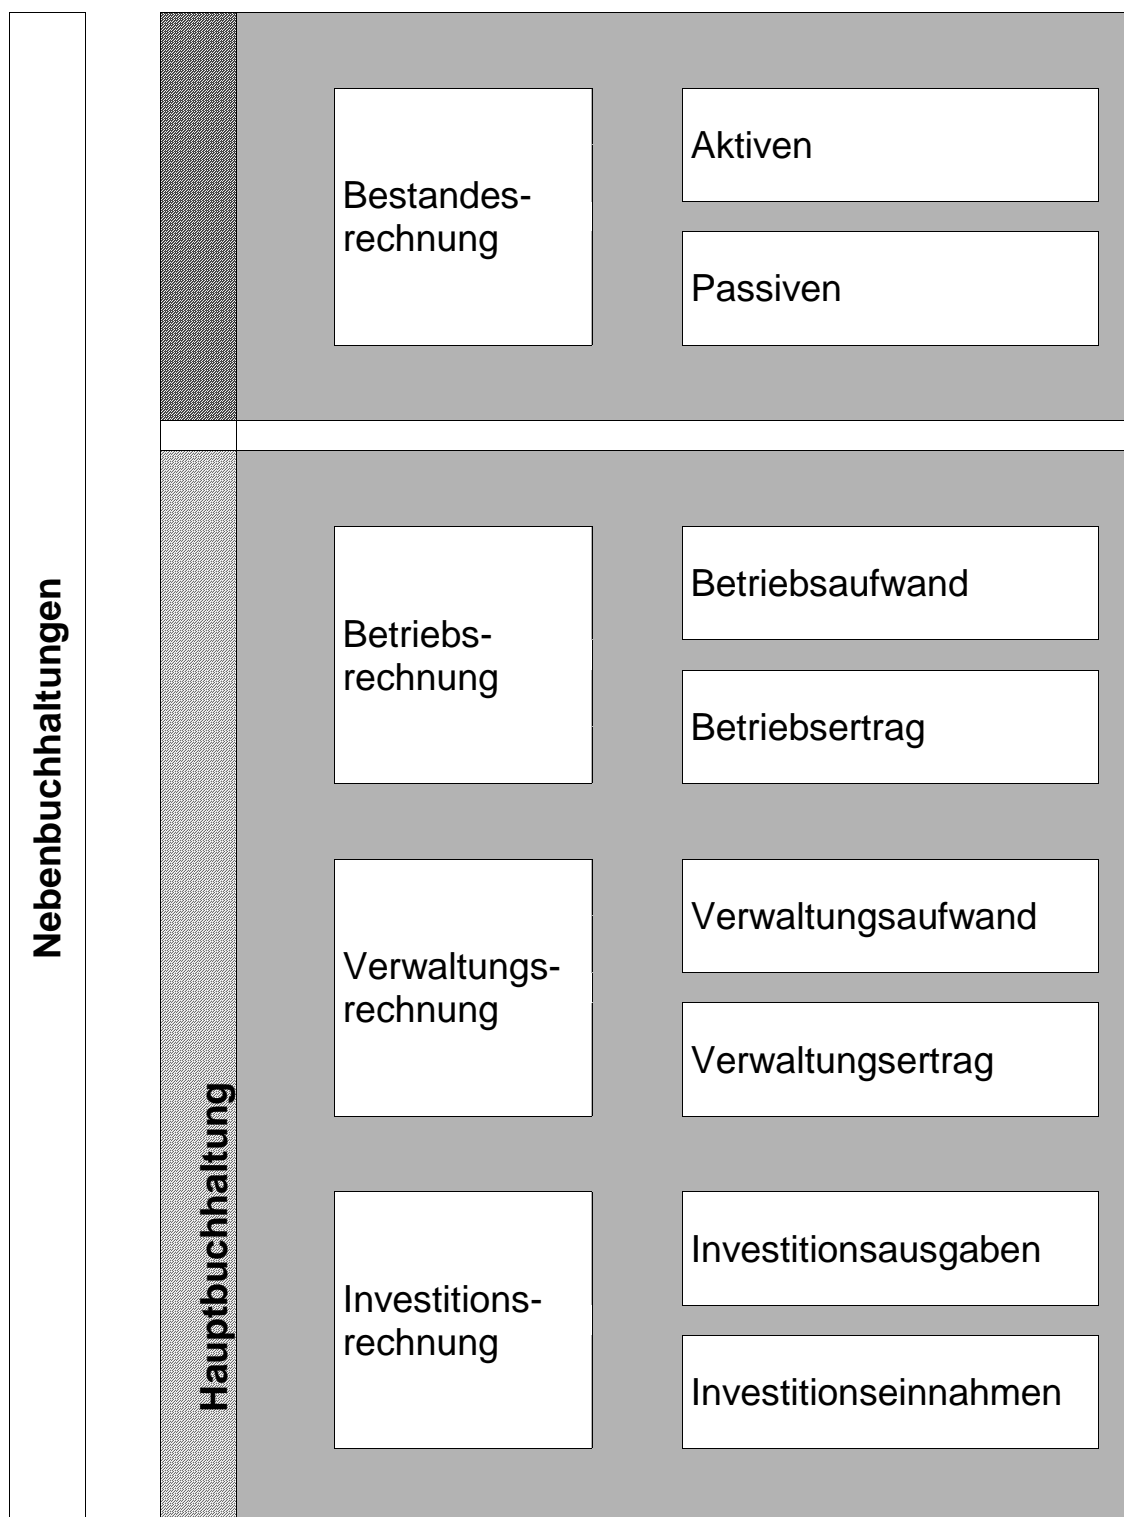 Nebenbuchhaltungen
Hauptbuchhaltung
Bestandes-
rechnung
Aktiven
Passiven
Betriebs-
rechnung
Betriebsaufwand
Betriebsertrag
Verwaltungs-
rechnung
Verwaltungsaufwand
Verwaltungsertrag
Investitions-
rechnung
Investitionsausgaben
Investitionseinnahmen